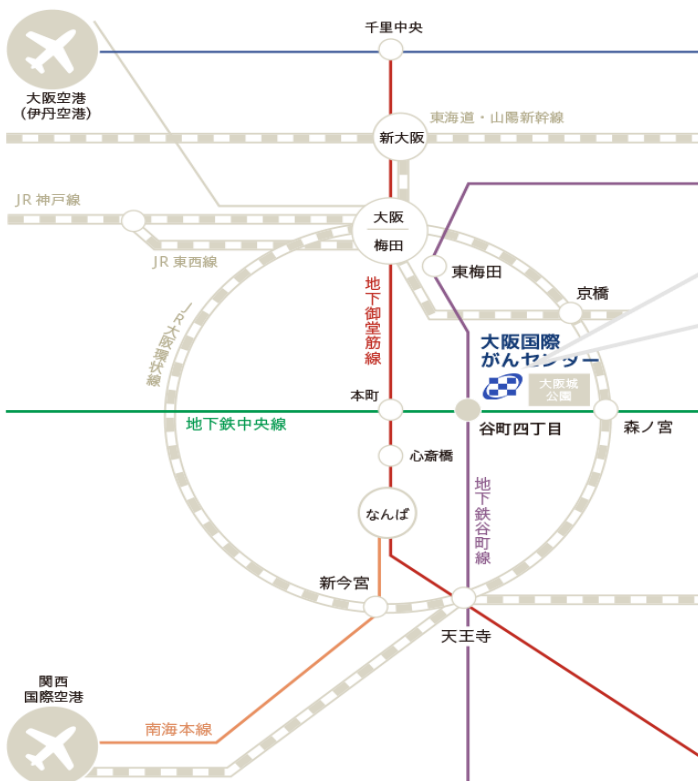 千里中央
大阪空港
（伊丹空港）
東海道・山陽新幹線
新大阪
JR 神戸線
大阪
梅田
JR 東西線
東梅田
地下御堂筋線
京橋
JR大阪環状線
大阪国際
がんセンター
大阪城
公園
本町
地下鉄中央線
谷町四丁目
森ノ宮
心斎橋
地下鉄谷町線
なんば
新今宮
天王寺
関西
国際空港
南海本線